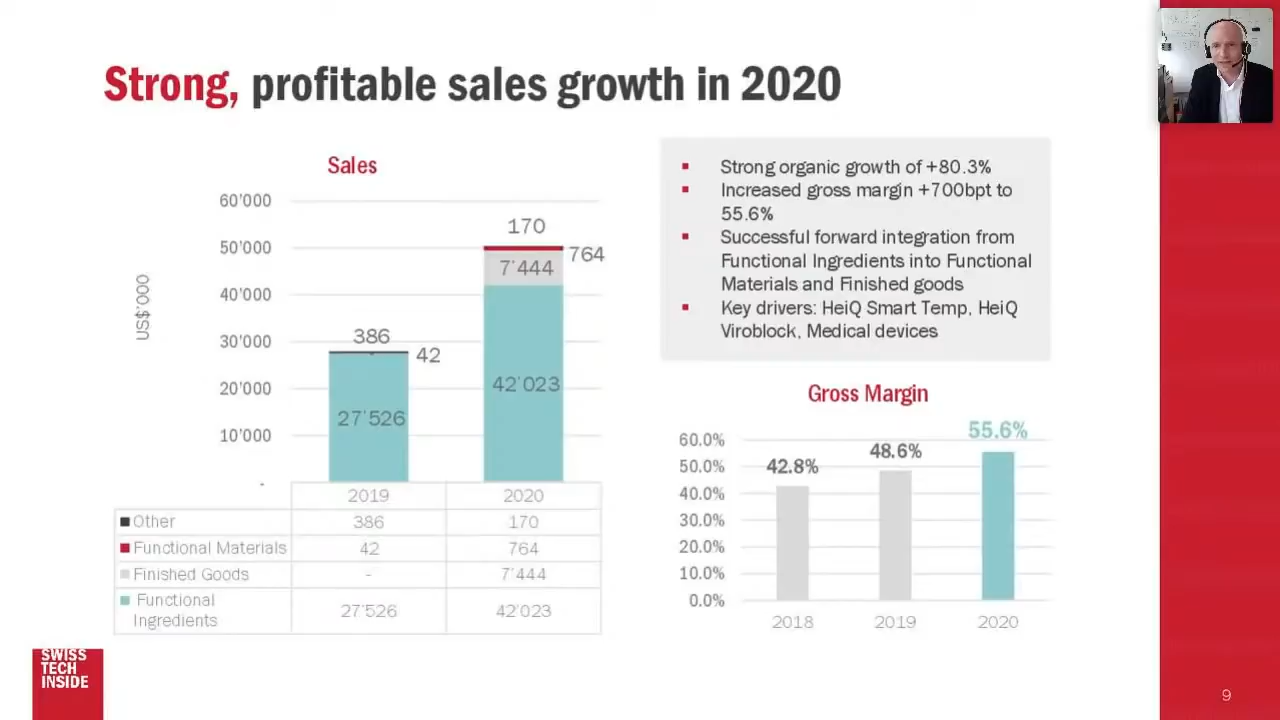 Strong, profitable sales growth in 2020
Sales
US$'000
60'000
50'000
40'000
30'000
20'000
10'000
-
386
42
27'526
170
764
7'444
42'023
2019 2020
Other 386 170
Functional Materials 42 764
Finished Goods - 7'444
Functional
Ingredients 27'526 42'023
Strong organic growth of +80.3%
Increased gross margin +700bpt to
55.6%
Successful forward integration from
Functional Ingredients into Functional
Materials and Finished goods
Key drivers: HeiQ Smart Temp, HeiQ
Viroblock, Medical devices
Gross Margin
60.0%
50.0%
40.0%
30.0%
20.0%
10.0%
0.0%
42.8%
48.6%
55.6%
2018 2019 2020
SWISS
TECH
INSIDE
9